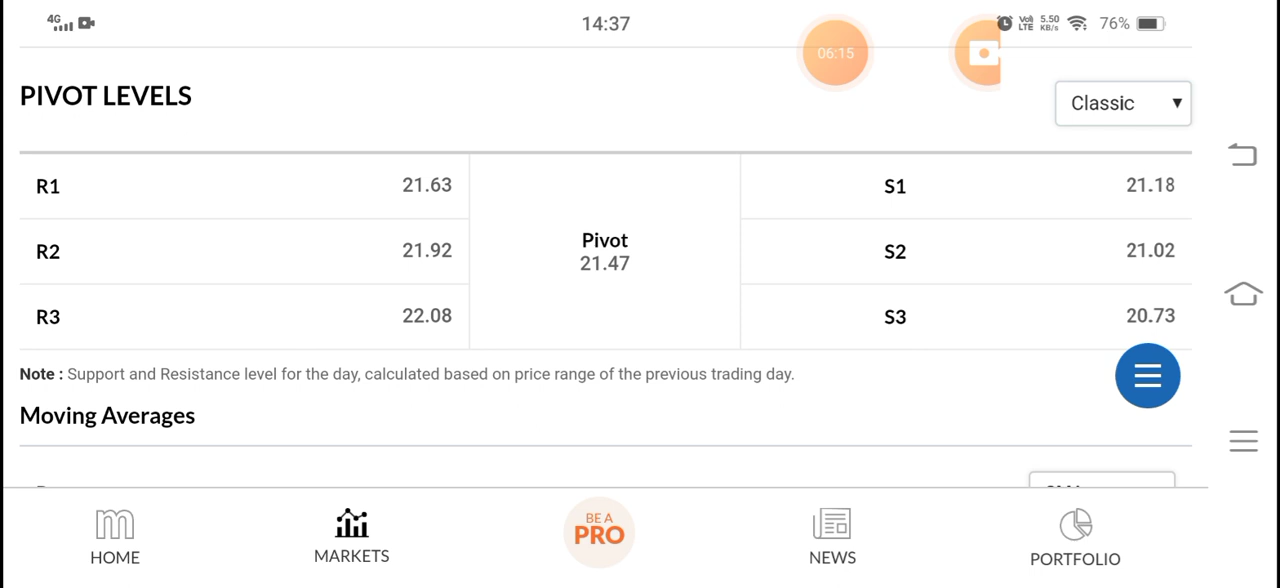 4G 14:37 Vo) LTE 5.50 KB/s 76%
06:15
PIVOT LEVELS
Classic
R1 21.63
R2 21.92
R3 22.08
Pivot
21.47
S1 21.18
S2 21.02
S3 20.73
Note : Support and Resistance level for the day, calculated based on price range of the previous trading day.
Moving Averages
m
HOME
MARKETS
BE A
PRO
NEWS
PORTFOLIO